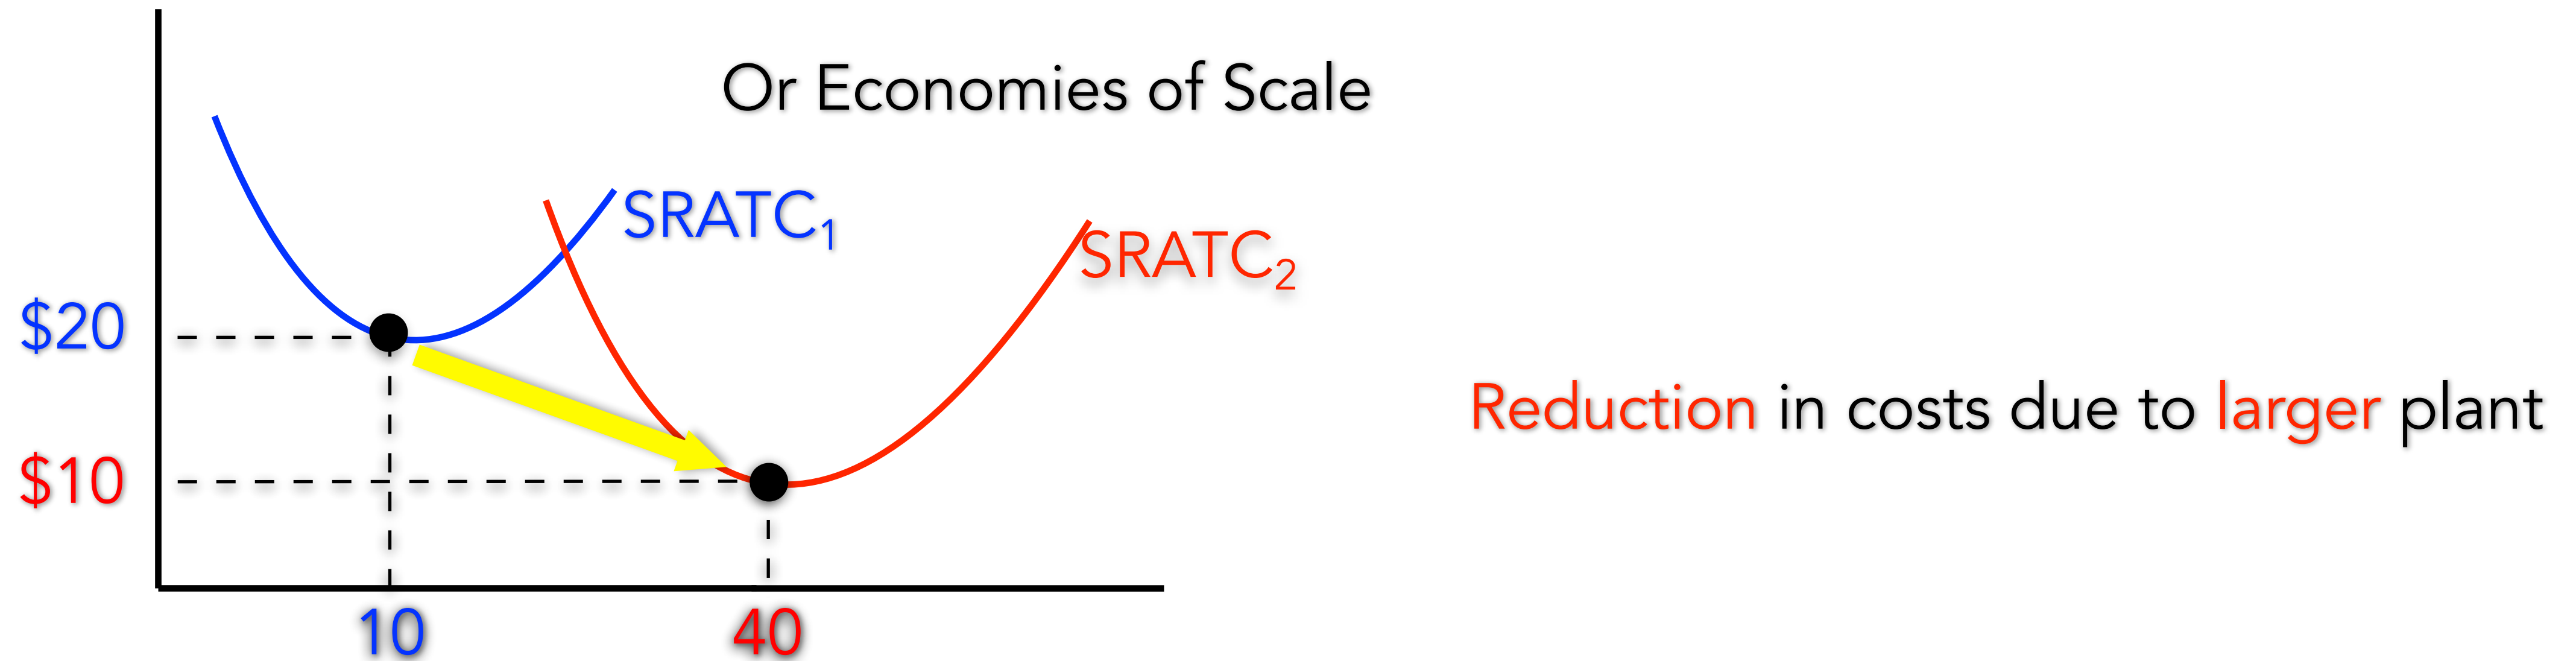 Or Economies of Scale
SRATC₁
SRATC₂
$20
Reduction in costs due to larger plant
$10
10
40